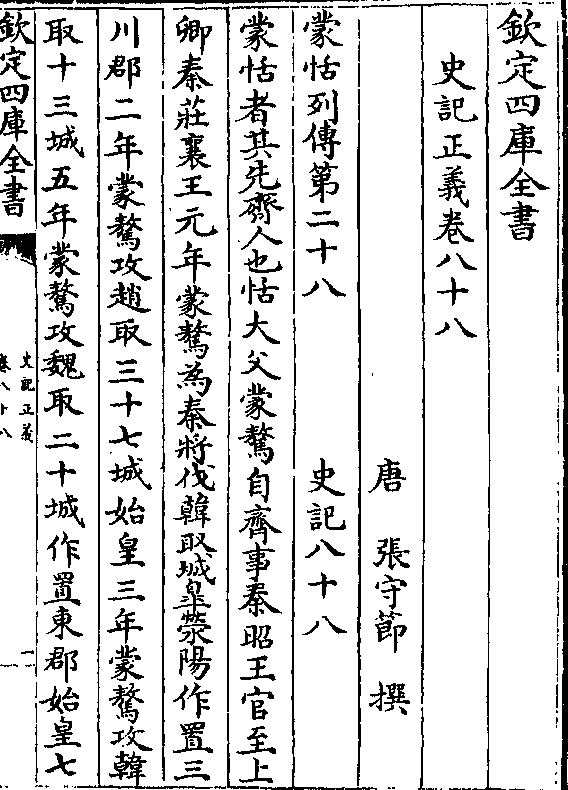 欽定四庫全書
史記正義卷八十八
唐 張守節 撰
蒙恬列傳第二十八 史記八十八
蒙恬者其先齊人也恬大父蒙驁自齊事秦昭王官至上
卿秦莊襄王元年蒙驁為秦將伐韓取城臯滎陽作置三
川郡二年蒙驁攻趙取三十七城始皇三年蒙驁攻韓
取十三城五年蒙驁攻魏取二十城作置東郡始皇七
欽定四庫全書
史記正義
卷八十八
一